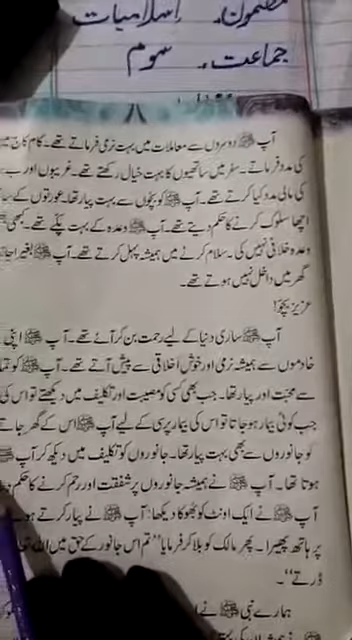 مضمون۔ اسلامیات
جماعت۔ سوم
آپ ﷺ دوسروں سے معاملات میں بہت نرمی فرماتے تھے۔ کام کاج میں
کی مدد فرماتے۔ سفر میں ساتھیوں کا بہت خیال رکھتے تھے۔ غریبوں اور بے
کی مالی مدد کیا کرتے تھے۔ آپ ﷺ کو بچوں سے بہت پیار تھا۔ عورتوں کے
اچھا سلوک کرنے کا حکم دیتے تھے۔ آپ ﷺ وعدہ کے بہت پکّے تھے۔ کبھی
وعدہ خلافی نہیں کی۔ سلام کرنے میں ہمیشہ پہل کرتے تھے۔ آپ ﷺ بغیر
گھر میں داخل نہیں ہوتے تھے۔
عزیز بچو!
آپ ﷺ ساری دنیا کے لیے رحمت بن کر آئے تھے۔ آپ ﷺ اپنی
خادموں سے ہمیشہ نرمی اور خوش اخلاقی سے پیش آتے تھے۔ آپ ﷺ کو
سے محبت اور پیار تھا۔ جب بھی کسی کو مصیبت اور تکلیف میں دیکھتے تو اس کی
جب کوئی بیمار ہو جاتا تو اس کی بیمار پرسی کے لیے آپ ﷺ اس کے گھر جاتے
کو جانوروں سے بھی بہت پیار تھا۔ جانوروں کو تکلیف میں دیکھ کر آپ ﷺ
ہوتا تھا۔ آپ ﷺ نے ہمیشہ جانوروں پر شفقت اور رحم کرنے کا حکم
آپ ﷺ نے ایک اونٹ کو بھوکا دیکھا، آپ ﷺ نے پیار کرتے
پر ہاتھ پھیرا۔ پھر مالک کو بلا کر فرمایا ”تم اس جانور کے حق میں اللہ
ڈرتے“۔
ہمارے نبی ﷺ نے